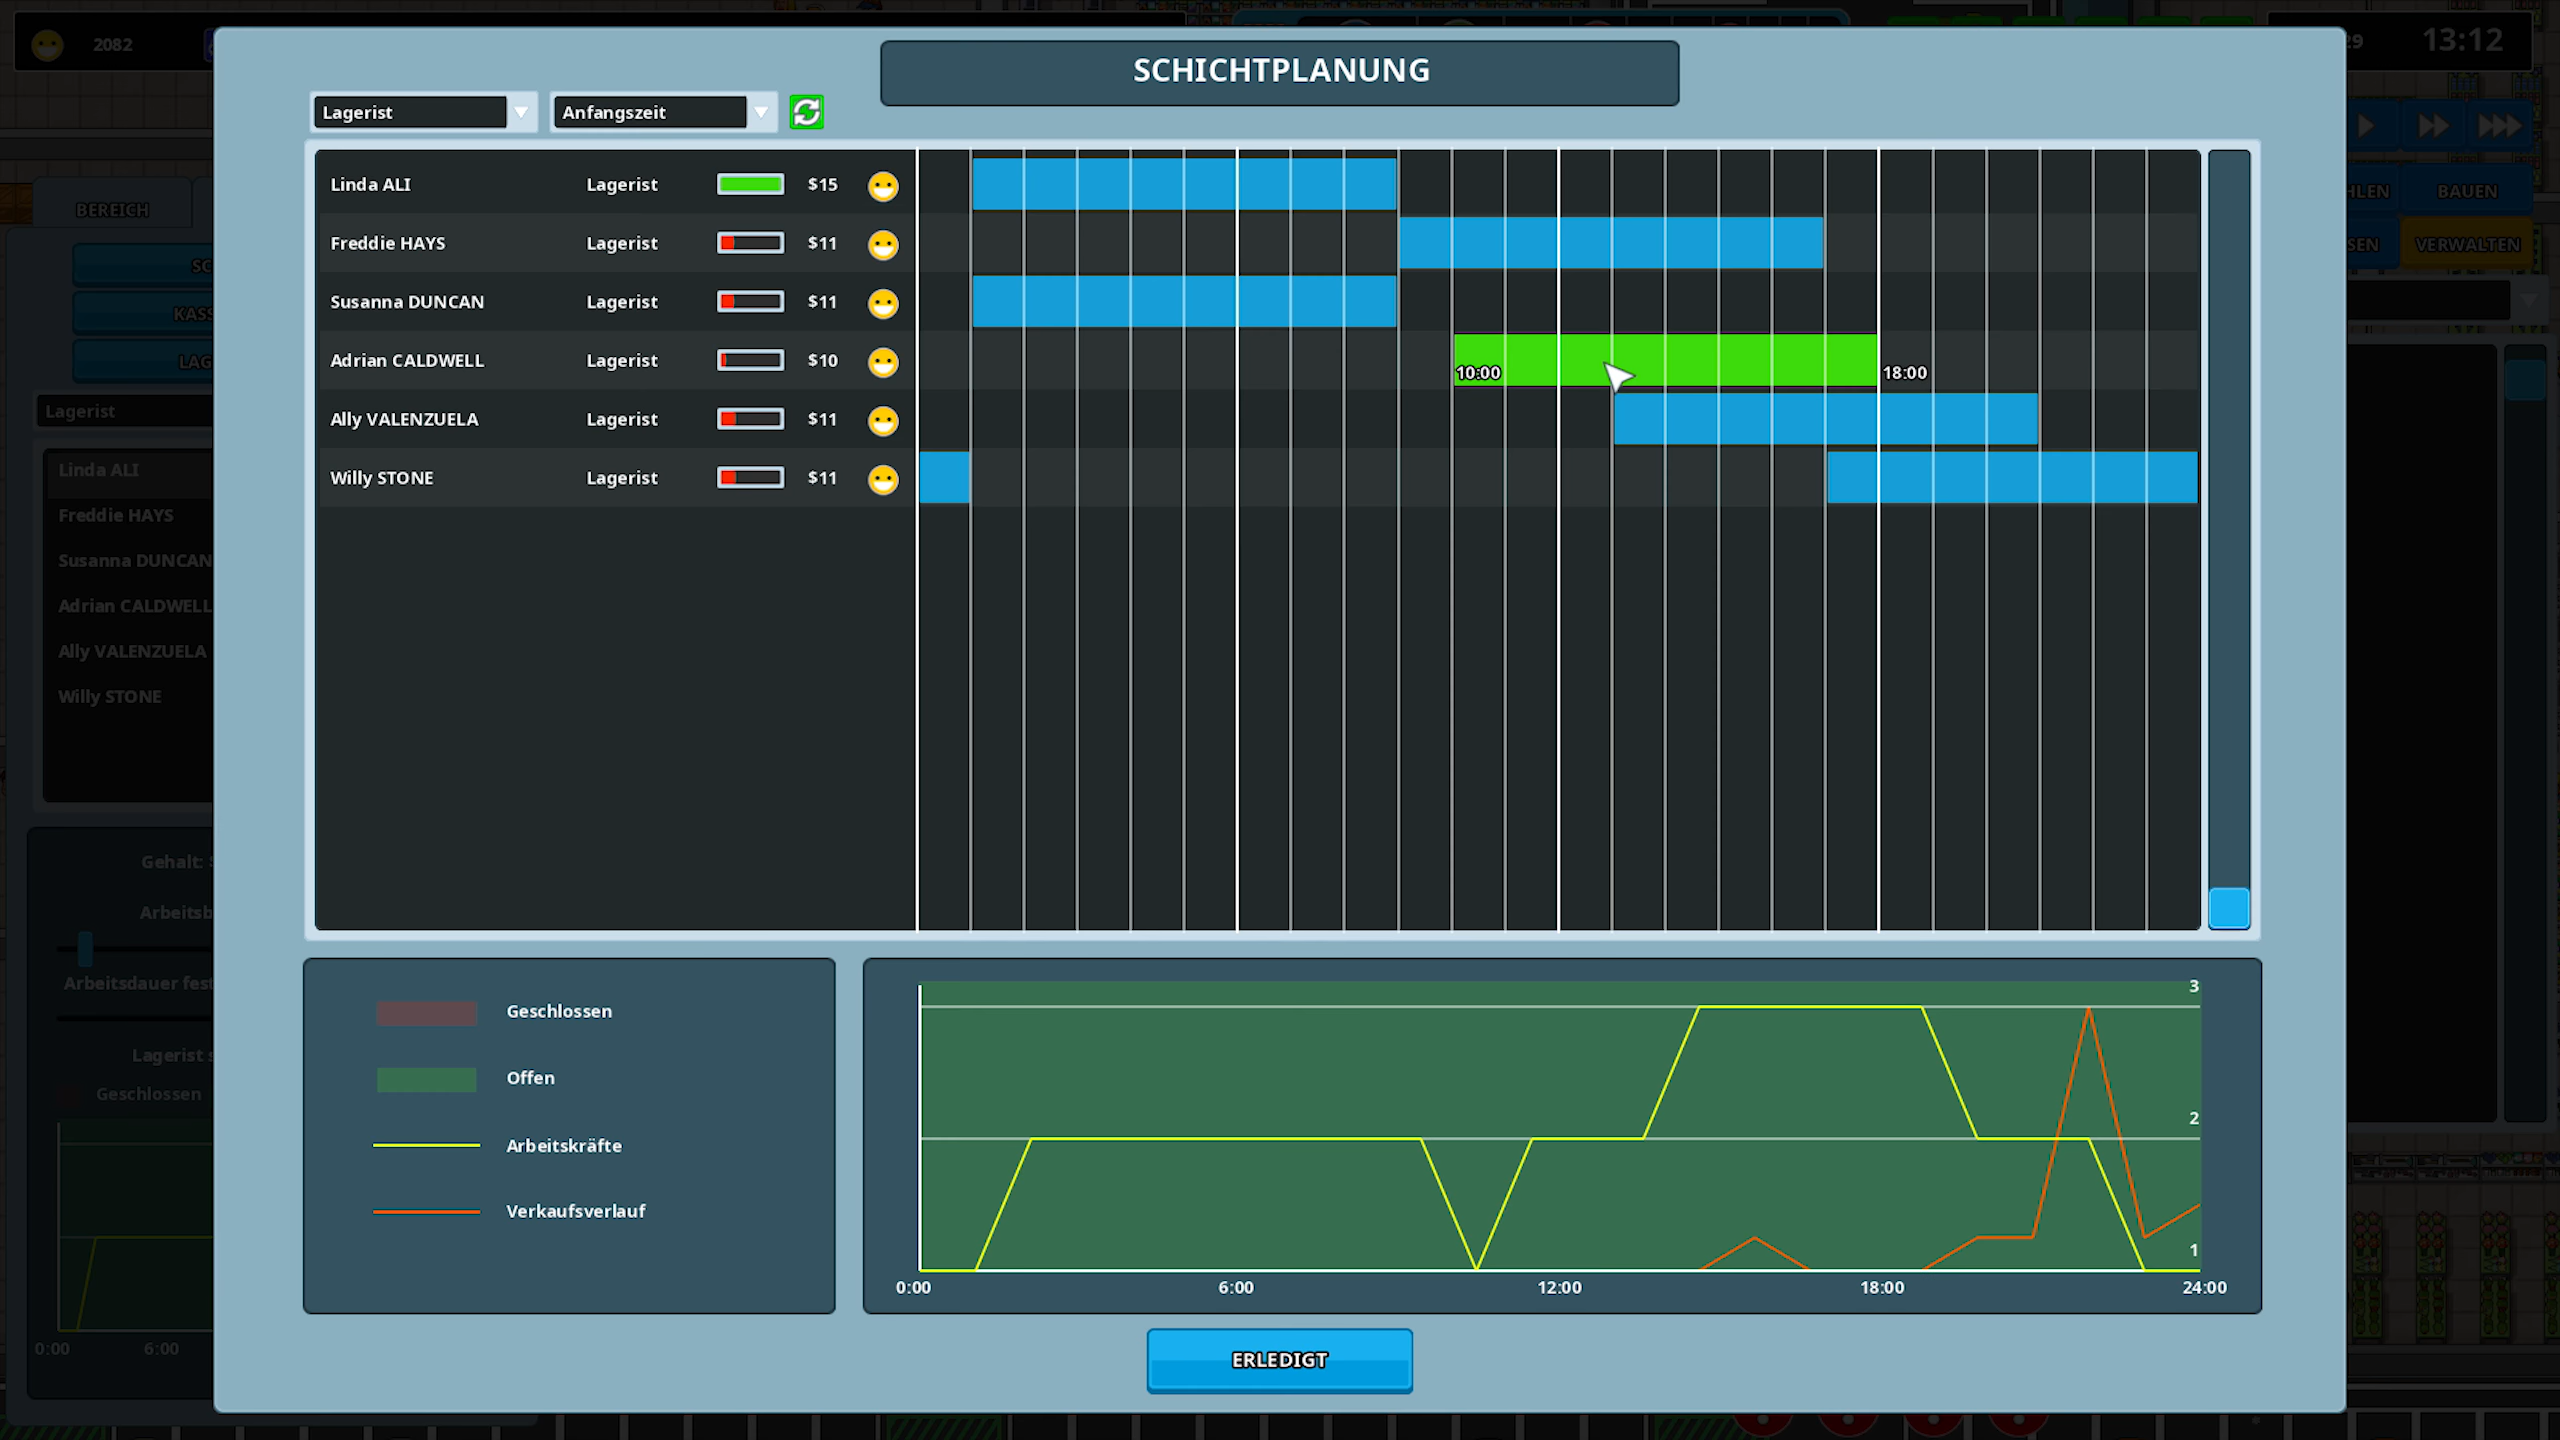 2082
SCHICHTPLANUNG
13:12
Lagerist
Anfangszeit
BEREICH
BAUEN
VERWALTEN
Linda ALI Lagerist $15
Freddie HAYS Lagerist $11
Susanna DUNCAN Lagerist $11
Adrian CALDWELL Lagerist $10
10:00
18:00
Ally VALENZUELA Lagerist $11
Willy STONE Lagerist $11
Lagerist
Linda ALI
Freddie HAYS
Susanna DUNCAN
Adrian CALDWELL
Ally VALENZUELA
Willy STONE
Gehalt:
Geschlossen
0:00
6:00
Geschlossen
Offen
Arbeitskräfte
Verkaufsverlauf
3
2
1
0:00
6:00
12:00
18:00
24:00
ERLEDIGT